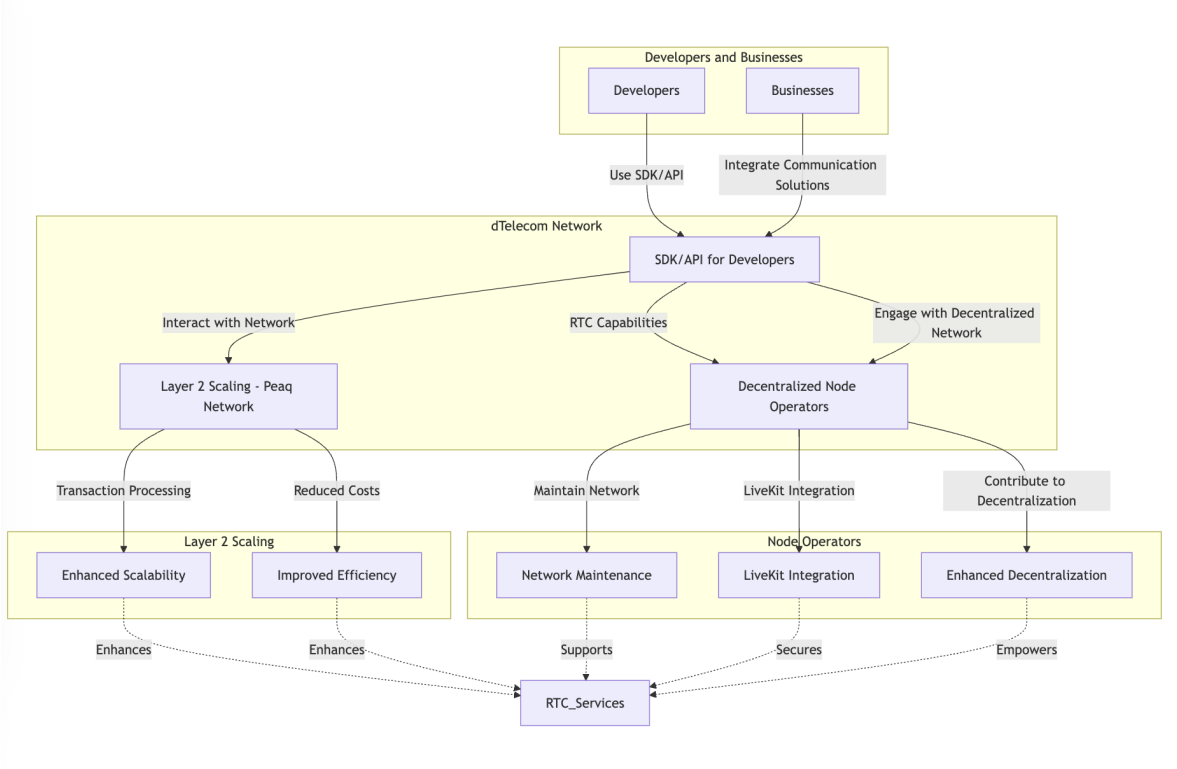 Developers and Businesses
Developers
Businesses
Use SDK/API
Integrate Communication
Solutions
dTelecom Network
SDK/API for Developers
Interact with Network
RTC Capabilities
Engage with Decentralized
Network
Layer 2 Scaling - Peaq
Network
Decentralized Node
Operators
Transaction Processing
Reduced Costs
Maintain Network
LiveKit Integration
Contribute to
Decentralization
Layer 2 Scaling
Node Operators
Enhanced Scalability
Improved Efficiency
Network Maintenance
LiveKit Integration
Enhanced Decentralization
Enhances
Enhances
Supports
Secures
Empowers
RTC_Services